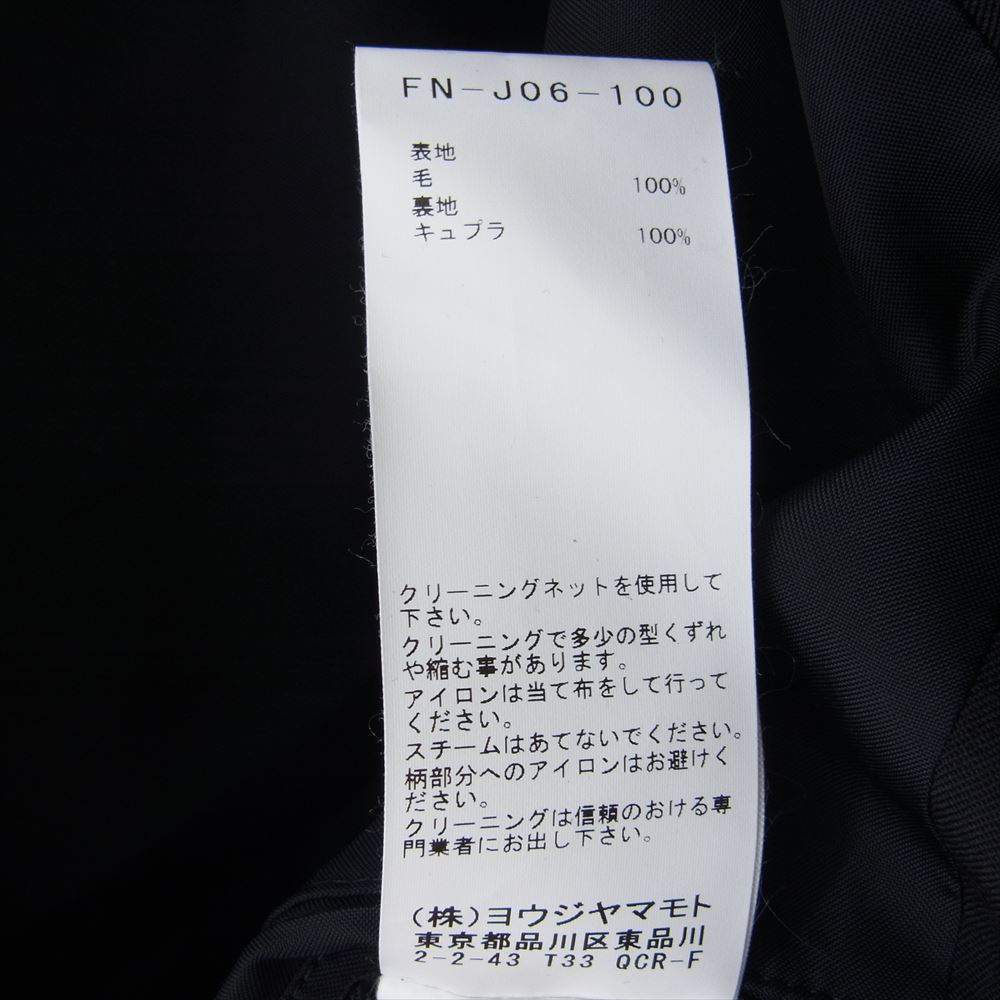 FN-J06-100
表地
毛 100%
裏地
キュプラ 100%
クリーニングネットを使用して
下さい。
クリーニングで多少の型くずれ
や縮む事があります。
アイロンは当て布をして行って
ください。
スチームはあてないでください。
柄部分へのアイロンはお避けく
ださい。
クリーニングは信頼のおける専
門業者にお出し下さい。
(株)ヨウジヤマモト
東京都品川区東品川
2-2-43 T33 QCR-F